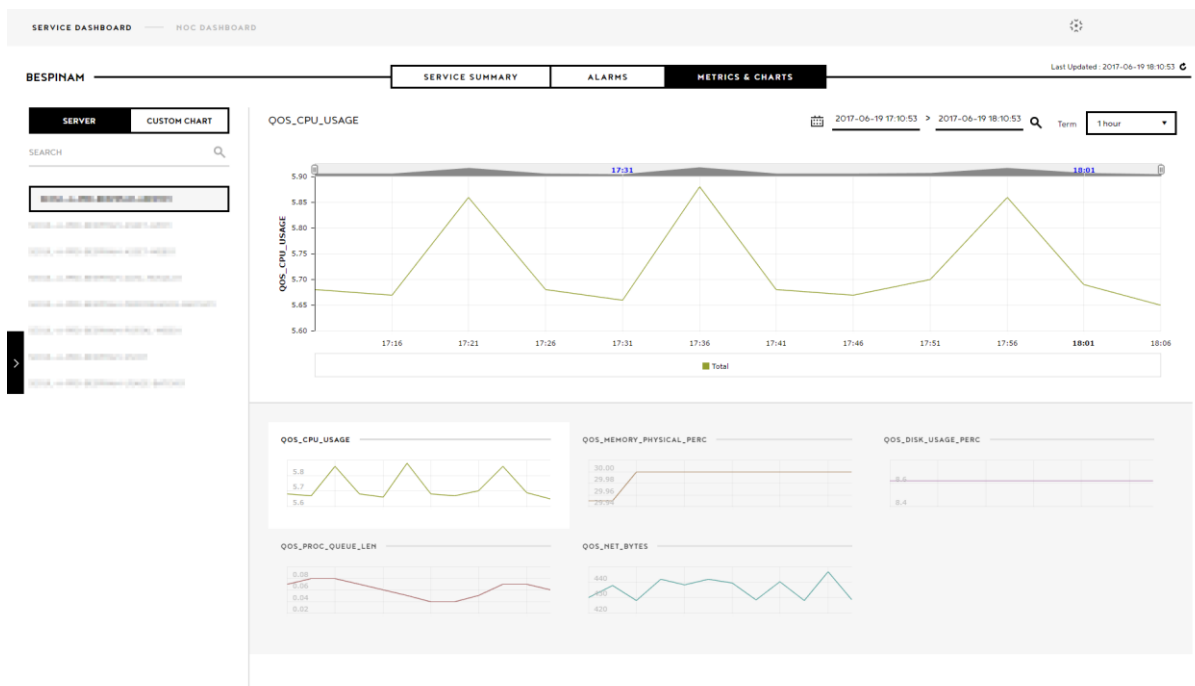 SERVICE DASHBOARD MOC DASHBOARD
Last Updated : 2017-06-19 18:10:53
BESPINAM
SERVICE SUMMARY ALARMS METRICS & CHARTS
SERVER CUSTOM CHART
SEARCH
QOS_CPU_USAGE
2017-06-19 17:10:53 > 2017-06-19 18:10:53 Term 1 hour
17:31 18:01
5.90
5.85
5.80
5.75
5.70
5.65
5.60
QOS_CPU_USAGE
17:16 17:21 17:26 17:31 17:36 17:41 17:46 17:51 17:56 18:01 18:06
Total
QOS_CPU_USAGE
5.8
5.7
5.6
QOS_MEMORY_PHYSICAL_PERC
30.00
29.98
29.96
29.94
QOS_DISK_USAGE_PERC
8.6
8.4
QOS_PROC_QUEUE_LEN
0.08
0.06
0.04
0.02
QOS_NET_BYTES
440
430
420